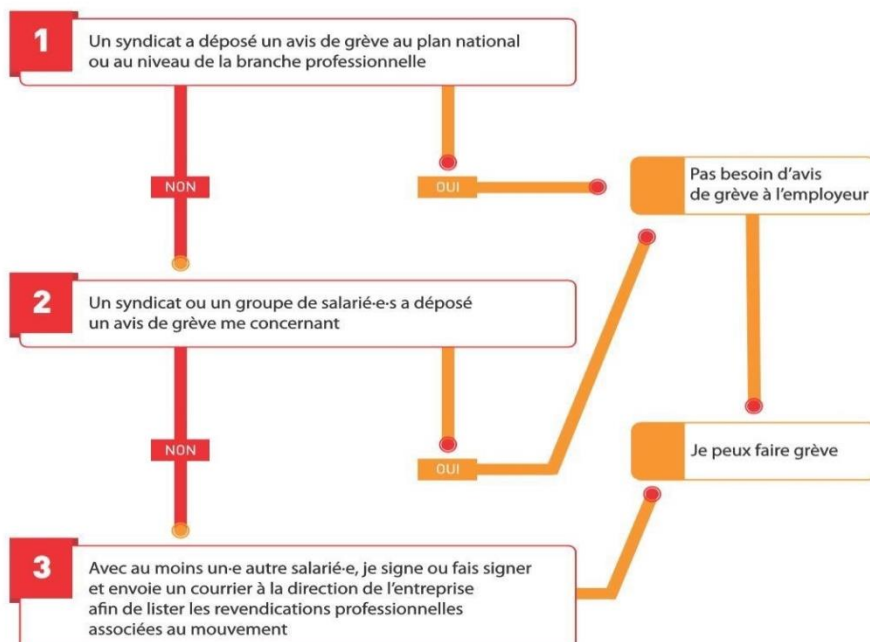 1
Un syndicat a déposé un avis de grève au plan national
ou au niveau de la branche professionnelle
NON
OUI
Pas besoin d'avis
de grève à l'employeur
2
Un syndicat ou un groupe de salarié·e·s a déposé
un avis de grève me concernant
NON
OUI
Je peux faire grève
3
Avec au moins un·e autre salarié·e, je signe ou fais signer
et envoie un courrier à la direction de l'entreprise
afin de lister les revendications professionnelles
associées au mouvement